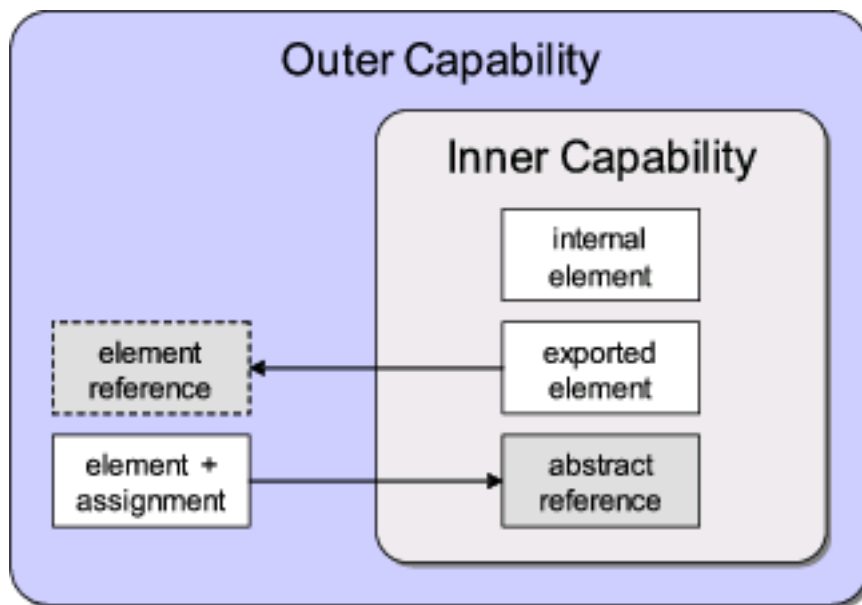 Outer Capability
Inner Capability
internal
element
element
reference
exported
element
element +
assignment
abstract
reference